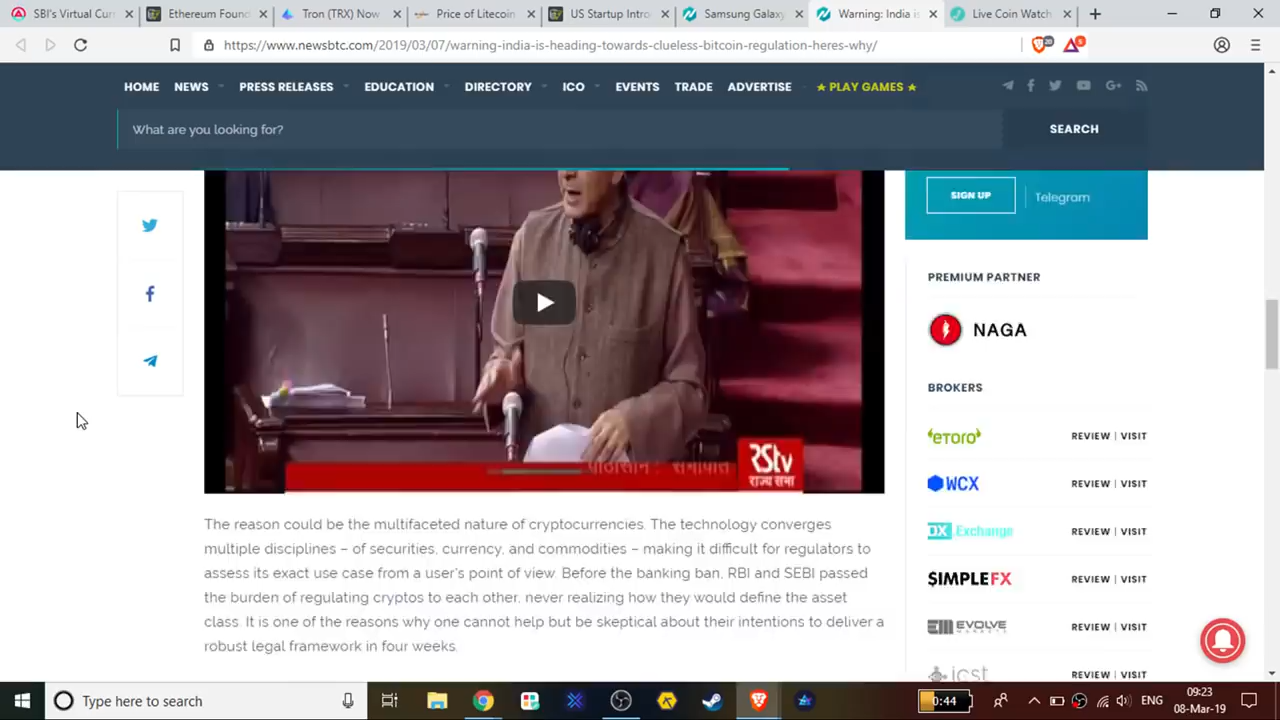 SBI's Virtual Curr
Ethereum Found
Tron (TRX) Now
Price of Litecoin
US Startup Intro
Samsung Galaxy
Warning: India is
Live Coin Watch
https://www.newsbtc.com/2019/03/07/warning-india-is-heading-towards-clueless-bitcoin-regulation-heres-why/
HOME NEWS PRESS RELEASES EDUCATION DIRECTORY ICO EVENTS TRADE ADVERTISE ★ PLAY GAMES ★
What are you looking for?
SEARCH
SIGN UP
Telegram
PREMIUM PARTNER
NAGA
BROKERS
eToro REVIEW | VISIT
WCX REVIEW | VISIT
DX Exchange REVIEW | VISIT
SIMPLEFX REVIEW | VISIT
EM EVOLVE MARKETS REVIEW | VISIT
REVIEW | VISIT
पीठासीन : सभापति
RStv
राज्य सभा
The reason could be the multifaceted nature of cryptocurrencies. The technology converges
multiple disciplines – of securities, currency, and commodities – making it difficult for regulators to
assess its exact use case from a user's point of view. Before the banking ban, RBI and SEBI passed
the burden of regulating cryptos to each other, never realizing how they would define the asset
class. It is one of the reasons why one cannot help but be skeptical about their intentions to deliver a
robust legal framework in four weeks.
Type here to search
0:44
ENG
09:23
08-Mar-19